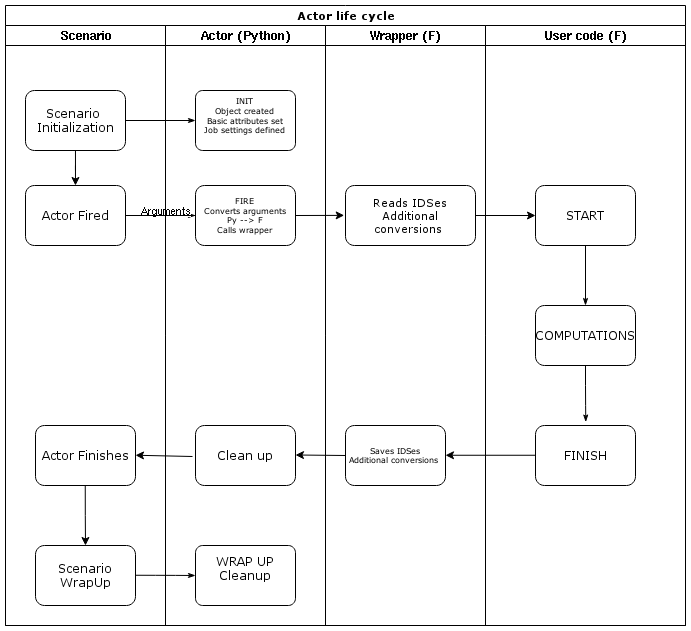 Actor life cycle
Scenario
Actor (Python)
Wrapper (F)
User code (F)
Scenario
Initialization
INIT
Object created
Basic attributes set
Job settings defined
Actor Fired
Arguments
FIRE
Converts arguments
Py --> F
Calls wrapper
Reads IDSes
Additional
conversions
START
COMPUTATIONS
Actor Finishes
Clean up
Saves IDSes
Additional conversions
FINISH
Scenario
WrapUp
WRAP UP
Cleanup